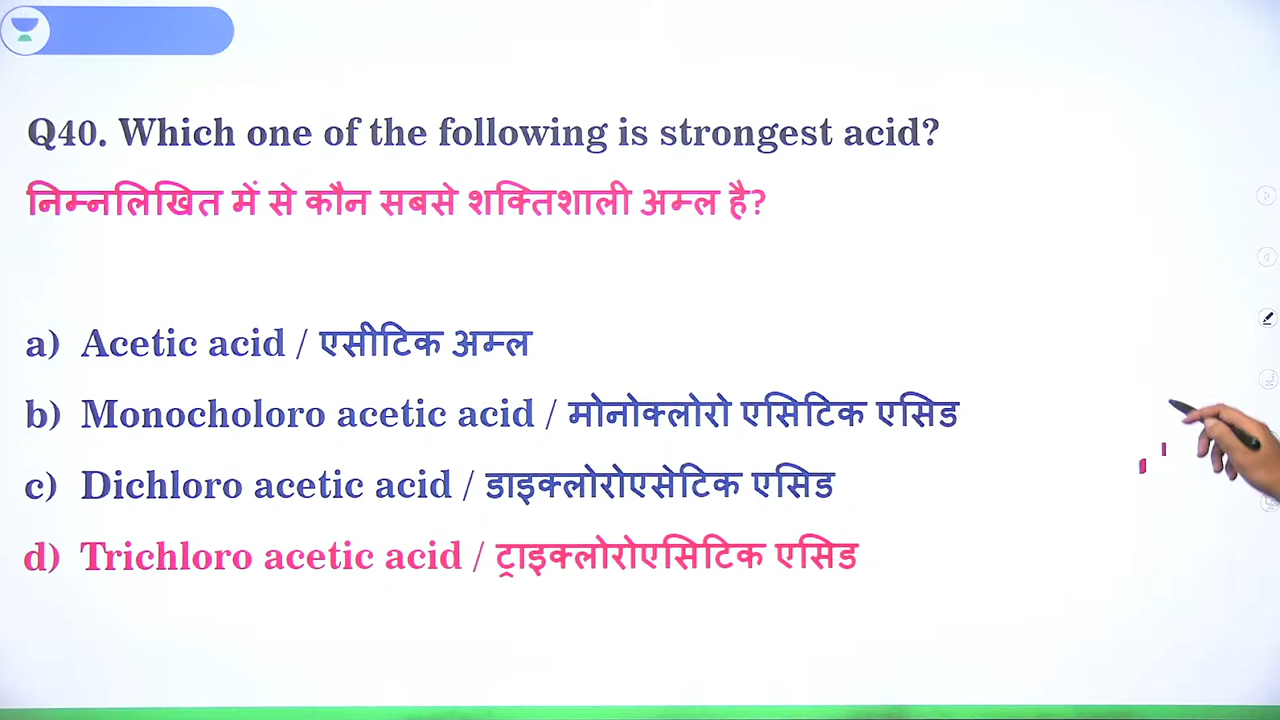 Q40. Which one of the following is strongest acid?
निम्नलिखित में से कौन सबसे शक्तिशाली अम्ल है?
a) Acetic acid / एसीटिक अम्ल
b) Monocholoro acetic acid / मोनोक्लोरो एसिटिक एसिड
c) Dichloro acetic acid / डाइक्लोरोएसेटिक एसिड
d) Trichloro acetic acid / ट्राइक्लोरोएसिटिक एसिड